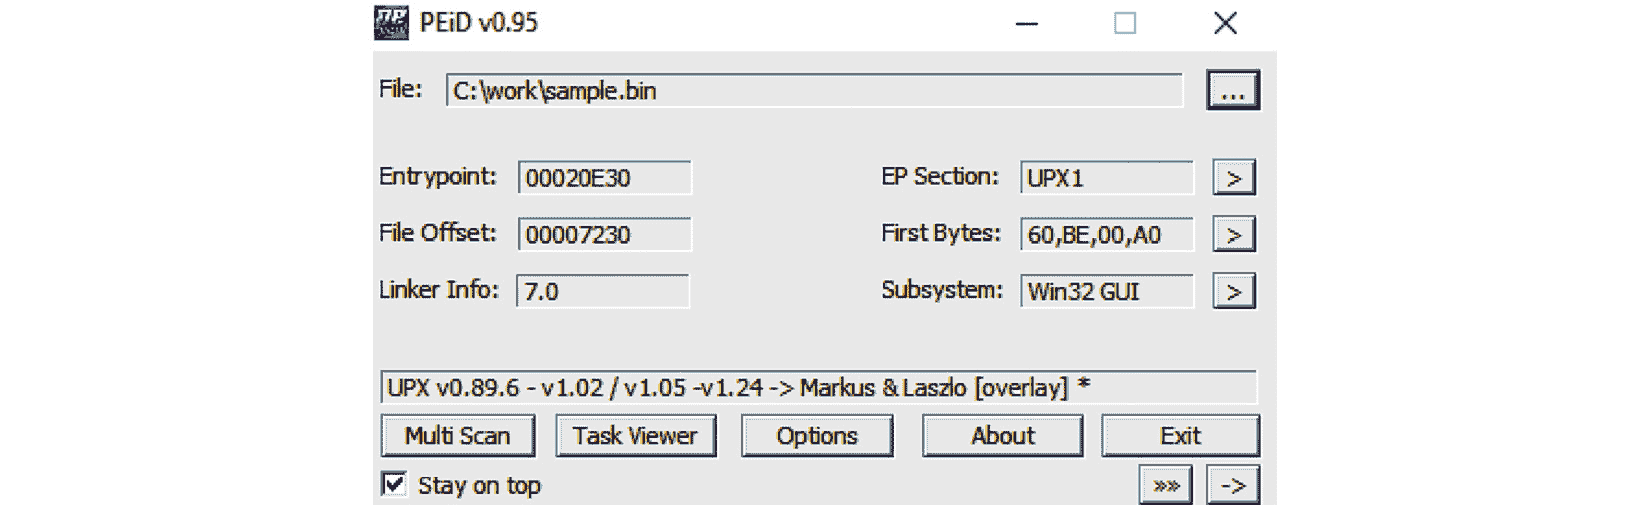 PEiD v0.95
File: C:\work\sample.bin ...
Entrypoint: 00020E30 EP Section: UPX1 >
File Offset: 00007230 First Bytes: 60,BE,00,A0 >
Linker Info: 7.0 Subsystem: Win32 GUI >
UPX v0.89.6 - v1.02 / v1.05 -v1.24 -> Markus & Laszlo [overlay] *
Multi Scan Task Viewer Options About Exit
Stay on top »» ->